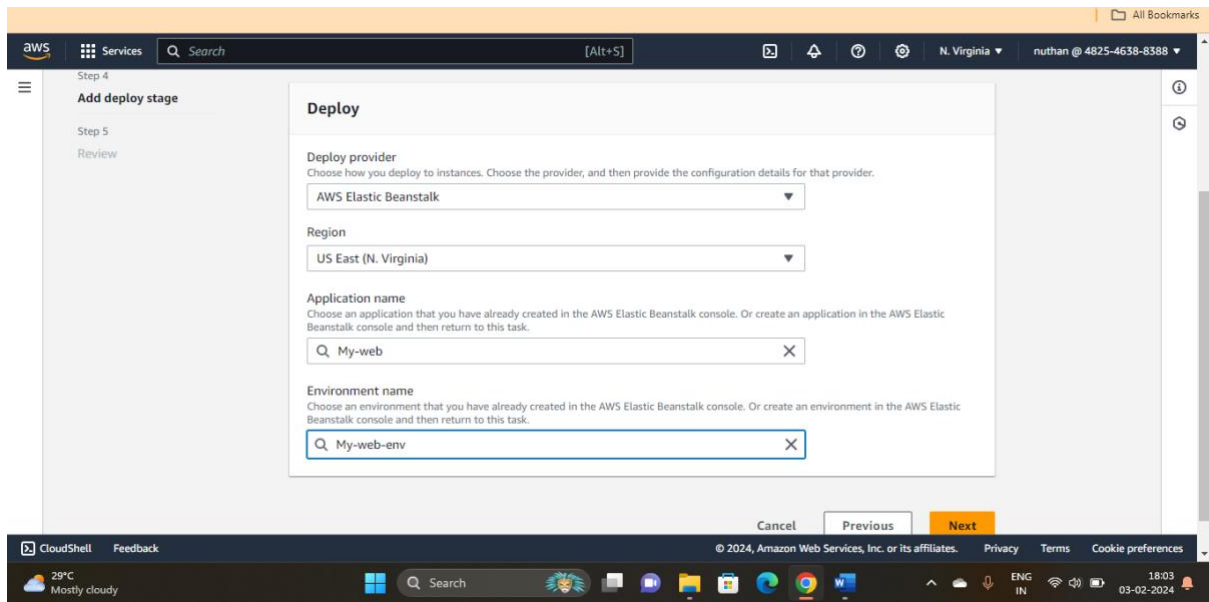 All Bookmarks
aws Services Search [Alt+S] N. Virginia nuthan @ 4825-4638-8388
Step 4
Add deploy stage
Step 5
Review
Deploy
Deploy provider
Choose how you deploy to instances. Choose the provider, and then provide the configuration details for that provider.
AWS Elastic Beanstalk
Region
US East (N. Virginia)
Application name
Choose an application that you have already created in the AWS Elastic Beanstalk console. Or create an application in the AWS Elastic
Beanstalk console and then return to this task.
My-web
Environment name
Choose an environment that you have already created in the AWS Elastic Beanstalk console. Or create an environment in the AWS Elastic
Beanstalk console and then return to this task.
My-web-env
Cancel Previous Next
CloudShell Feedback © 2024, Amazon Web Services, Inc. or its affiliates. Privacy Terms Cookie preferences
29°C
Mostly cloudy
Search
ENG
IN
18:03
03-02-2024